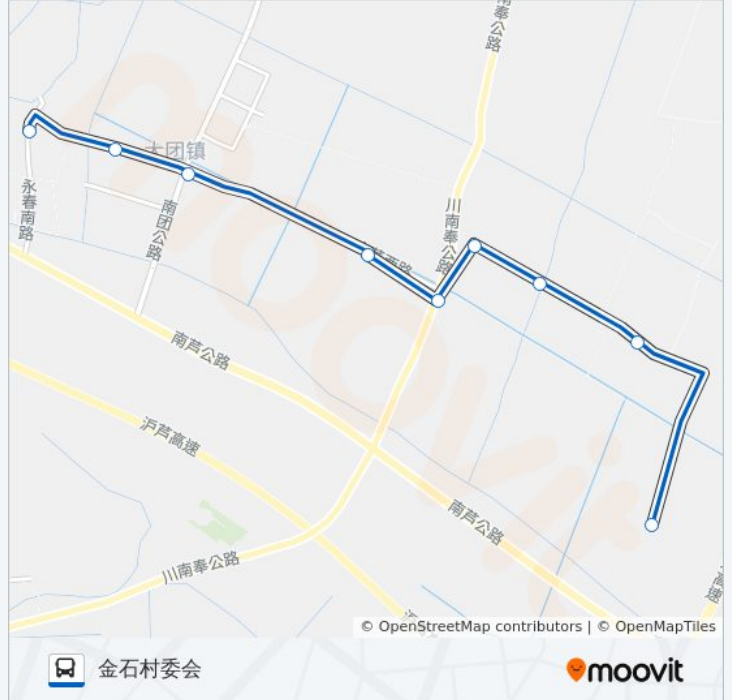 南奉公路
大团镇
永春南路
南团公路
川南奉公路
南芦公路
沪芦高速
南芦公路
川南奉公路
高速
© OpenStreetMap contributors | © OpenMapTiles
金石村委会
moovit